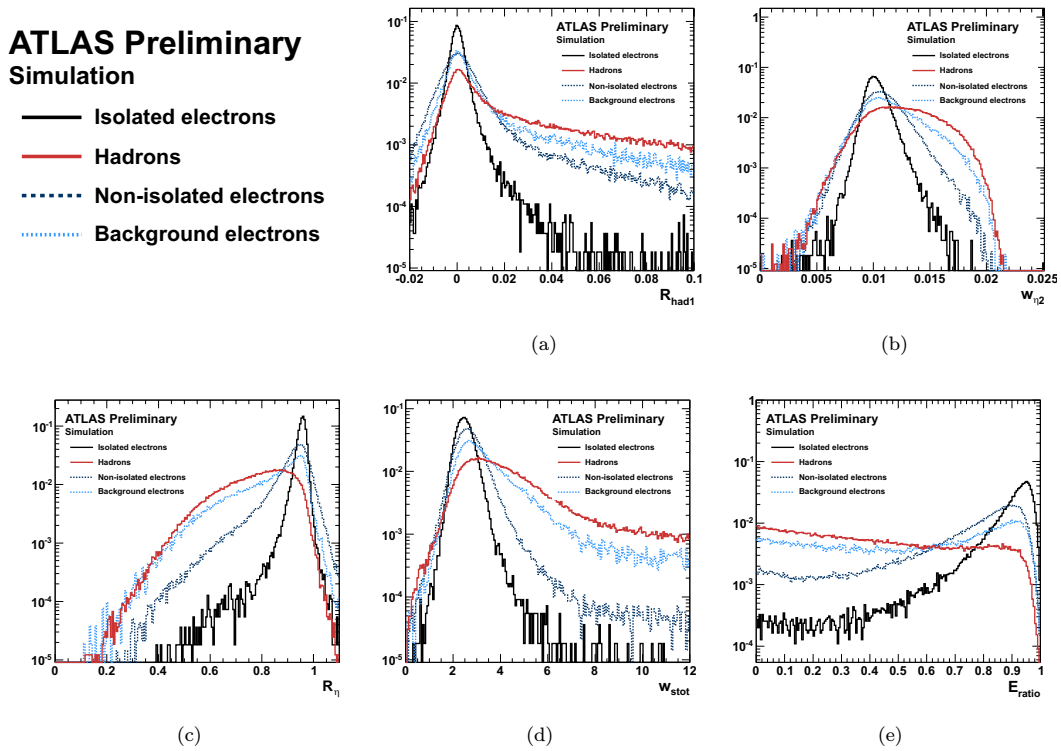 ATLAS Preliminary
Simulation
Isolated electrons
Hadrons
Non-isolated electrons
Background electrons
10^-1
10^-2
10^-3
10^-4
10^-5
ATLAS Preliminary
Simulation
Isolated electrons
Hadrons
Non-isolated electrons
Background electrons
-0.02 0 0.02 0.04 0.06 0.08 0.1
R_had1
(a)
1
10^-1
10^-2
10^-3
10^-4
10^-5
ATLAS Preliminary
Simulation
Isolated electrons
Hadrons
Non-isolated electrons
Background electrons
0 0.005 0.01 0.015 0.02 0.025
w_η2
(b)
10^-1
10^-2
10^-3
10^-4
10^-5
ATLAS Preliminary
Simulation
Isolated electrons
Hadrons
Non-isolated electrons
Background electrons
0 0.2 0.4 0.6 0.8 1
R_η
(c)
10^-1
10^-2
10^-3
10^-4
10^-5
ATLAS Preliminary
Simulation
Isolated electrons
Hadrons
Non-isolated electrons
Background electrons
0 2 4 6 8 10 12
w_stot
(d)
1
10^-1
10^-2
10^-3
10^-4
ATLAS Preliminary
Simulation
Isolated electrons
Hadrons
Non-isolated electrons
Background electrons
0 0.1 0.2 0.3 0.4 0.5 0.6 0.7 0.8 0.9 1
E_ratio
(e)